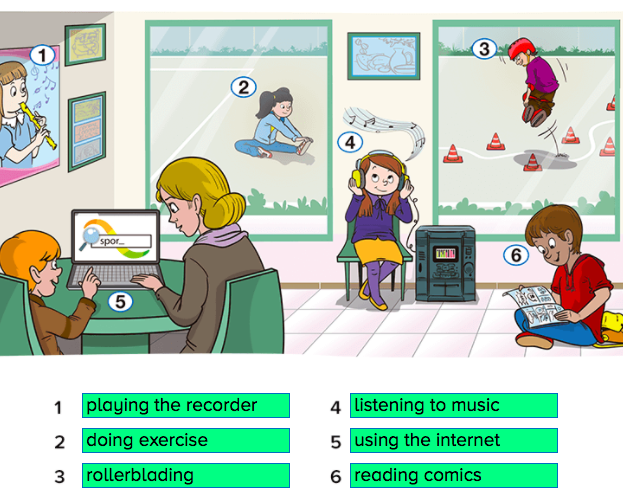 1
2
3
4
spor_
5
6
1 playing the recorder
2 doing exercise
3 rollerblading
4 listening to music
5 using the internet
6 reading comics